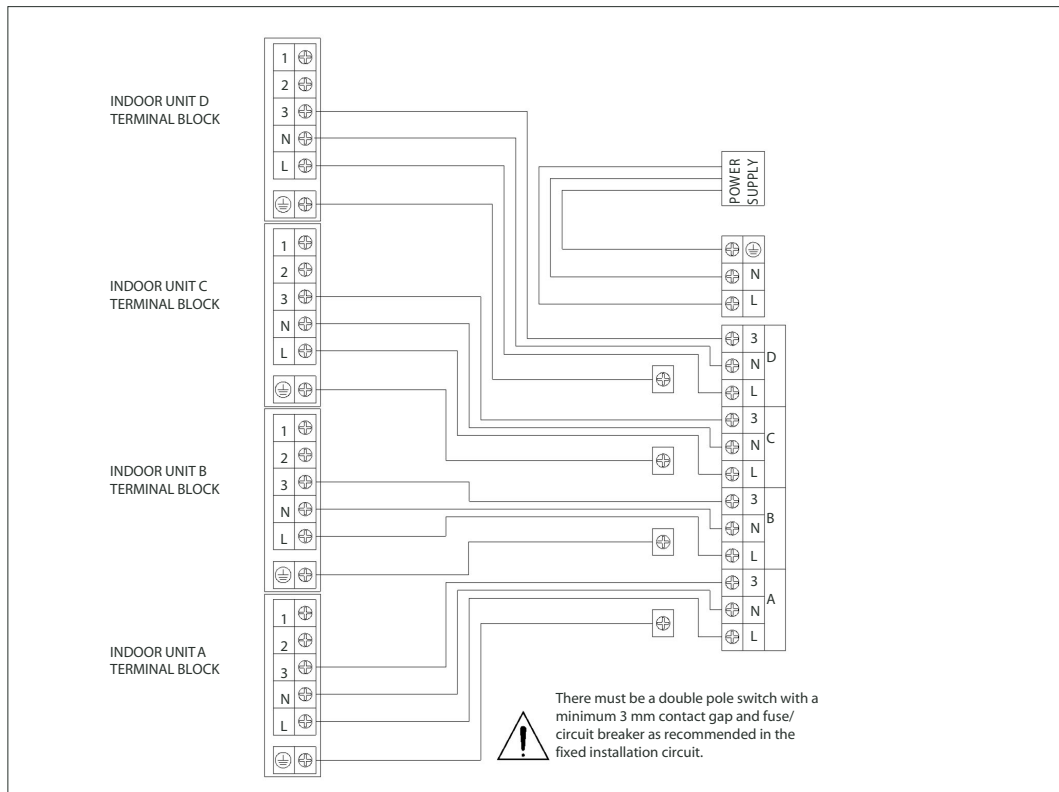 INDOOR UNIT D
TERMINAL BLOCK
1
2
3
N
L
INDOOR UNIT C
TERMINAL BLOCK
1
2
3
N
L
INDOOR UNIT B
TERMINAL BLOCK
1
2
3
N
L
INDOOR UNIT A
TERMINAL BLOCK
1
2
3
N
L
POWER
SUPPLY
N
L
3
N
L
D
3
N
L
C
3
N
L
B
3
N
L
A
There must be a double pole switch with a
minimum 3 mm contact gap and fuse/
circuit breaker as recommended in the
fixed installation circuit.